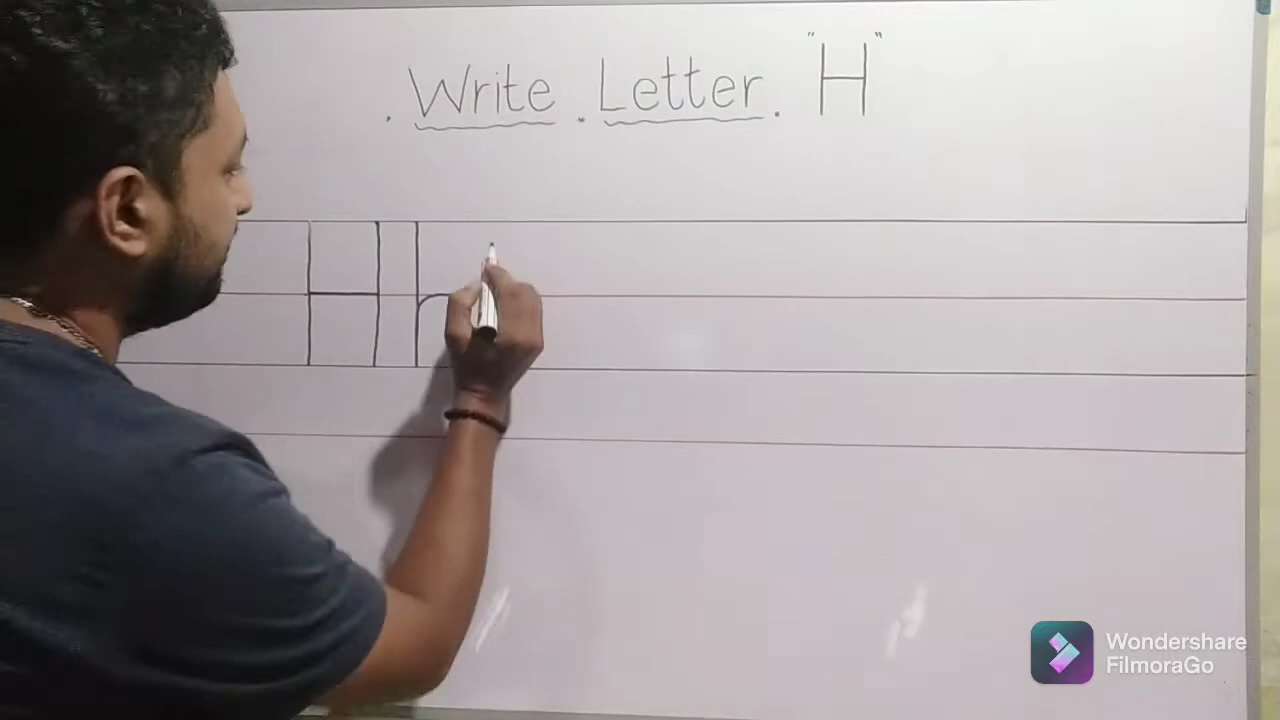 . Write . Letter . "H"
H h
Wondershare
FilmoraGo